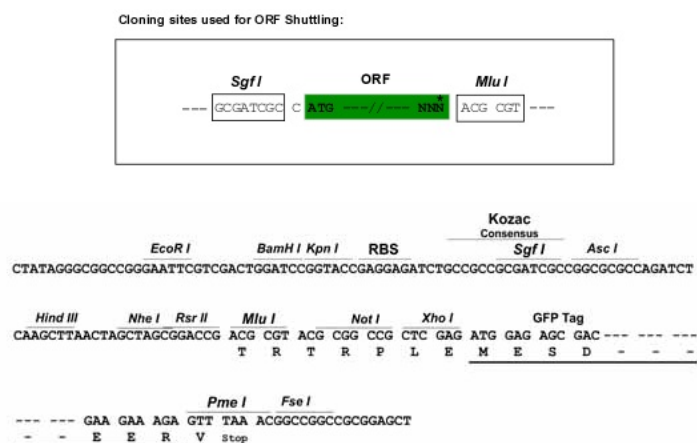 Cloning sites used for ORF Shuttling:
Sgf I ORF Mlu I
--- GCGATCGC C ATG ---//--- NNN* ACG CGT ---
Kozac
Consensus
EcoR I BamH I Kpn I RBS Sgf I Asc I
CTATAGGGCGGCCGGGAATTCGTCGACTGGATCCGGTACCGAGGAGATCTGCCGCCGCGATCGCCGGCGCGCCAGATCT
Hind III Nhe I Rsr II Mlu I Not I Xho I GFP Tag
CAAGCTTAACTAGCTAGCGGACCG ACG CGT ACG CGG CCG CTC GAG ATG GAG AGC GAC--- --- ---
T R T R P L E M E S D - - -
Pme I Fse I
--- --- GAA GAA AGA GTT TAA ACGGCCGGCCGCGGAGCT
- - E E R V Stop